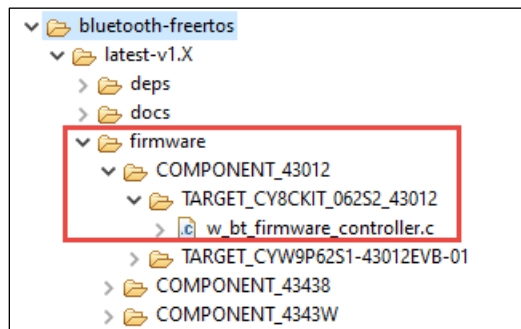 bluetooth-freertos
latest-v1.X
deps
docs
firmware
COMPONENT_43012
TARGET_CY8CKIT_062S2_43012
w_bt_firmware_controller.c
TARGET_CYW9P62S1-43012EVB-01
COMPONENT_43438
COMPONENT_4343W